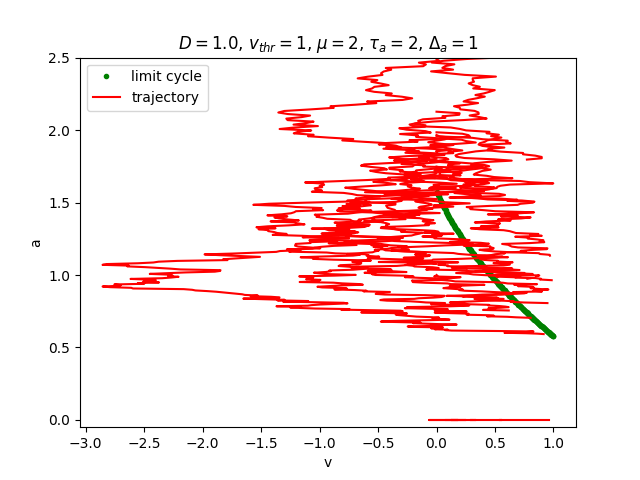 D = 1.0, v_thr = 1, μ = 2, τ_a = 2, Δ_a = 1
limit cycle
trajectory
2.5
2.0
1.5
1.0
0.5
0.0
a
−3.0 −2.5 −2.0 −1.5 −1.0 −0.5 0.0 0.5 1.0
v